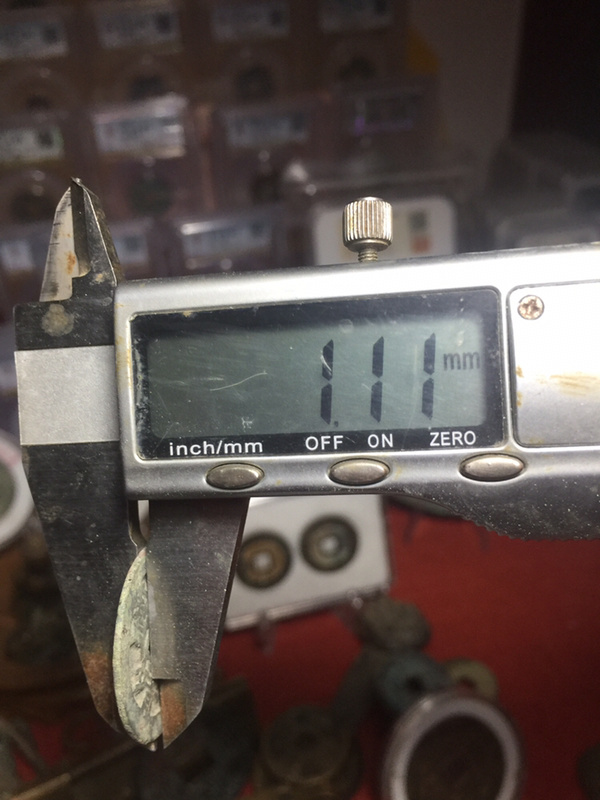 1.11 mm
inch/mm OFF ON ZERO